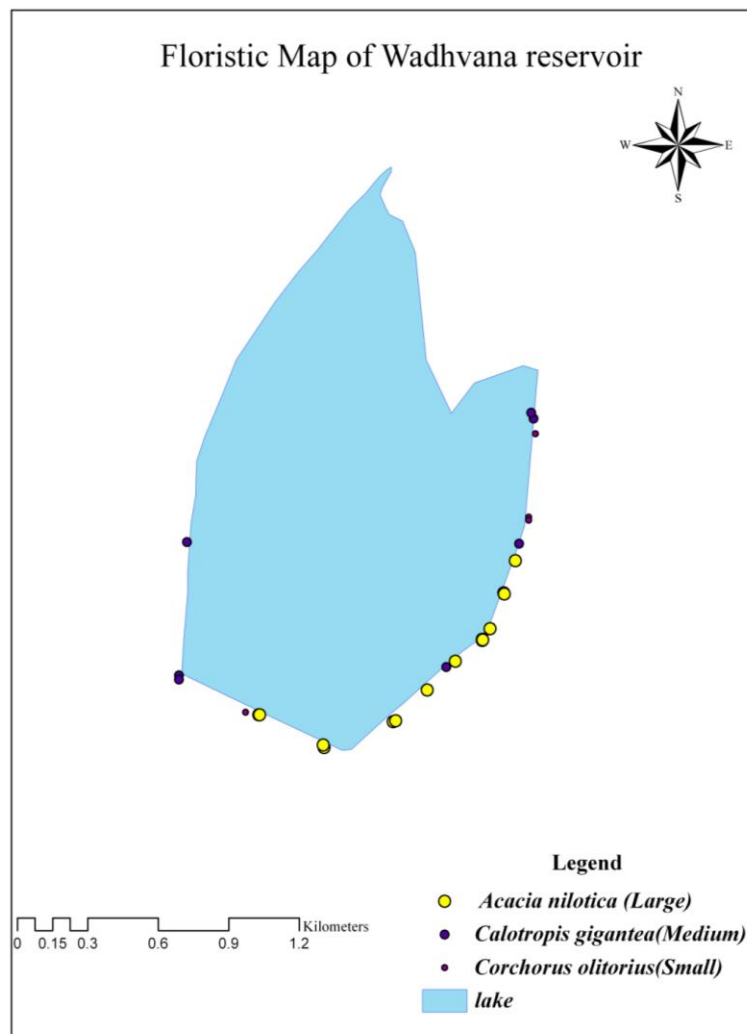 Floristic Map of Wadhvana reservoir
N
W E
S
Legend
Acacia nilotica (Large)
Calotropis gigantea(Medium)
Corchorus olitorius(Small)
lake
Kilometers
0 0.15 0.3 0.6 0.9 1.2